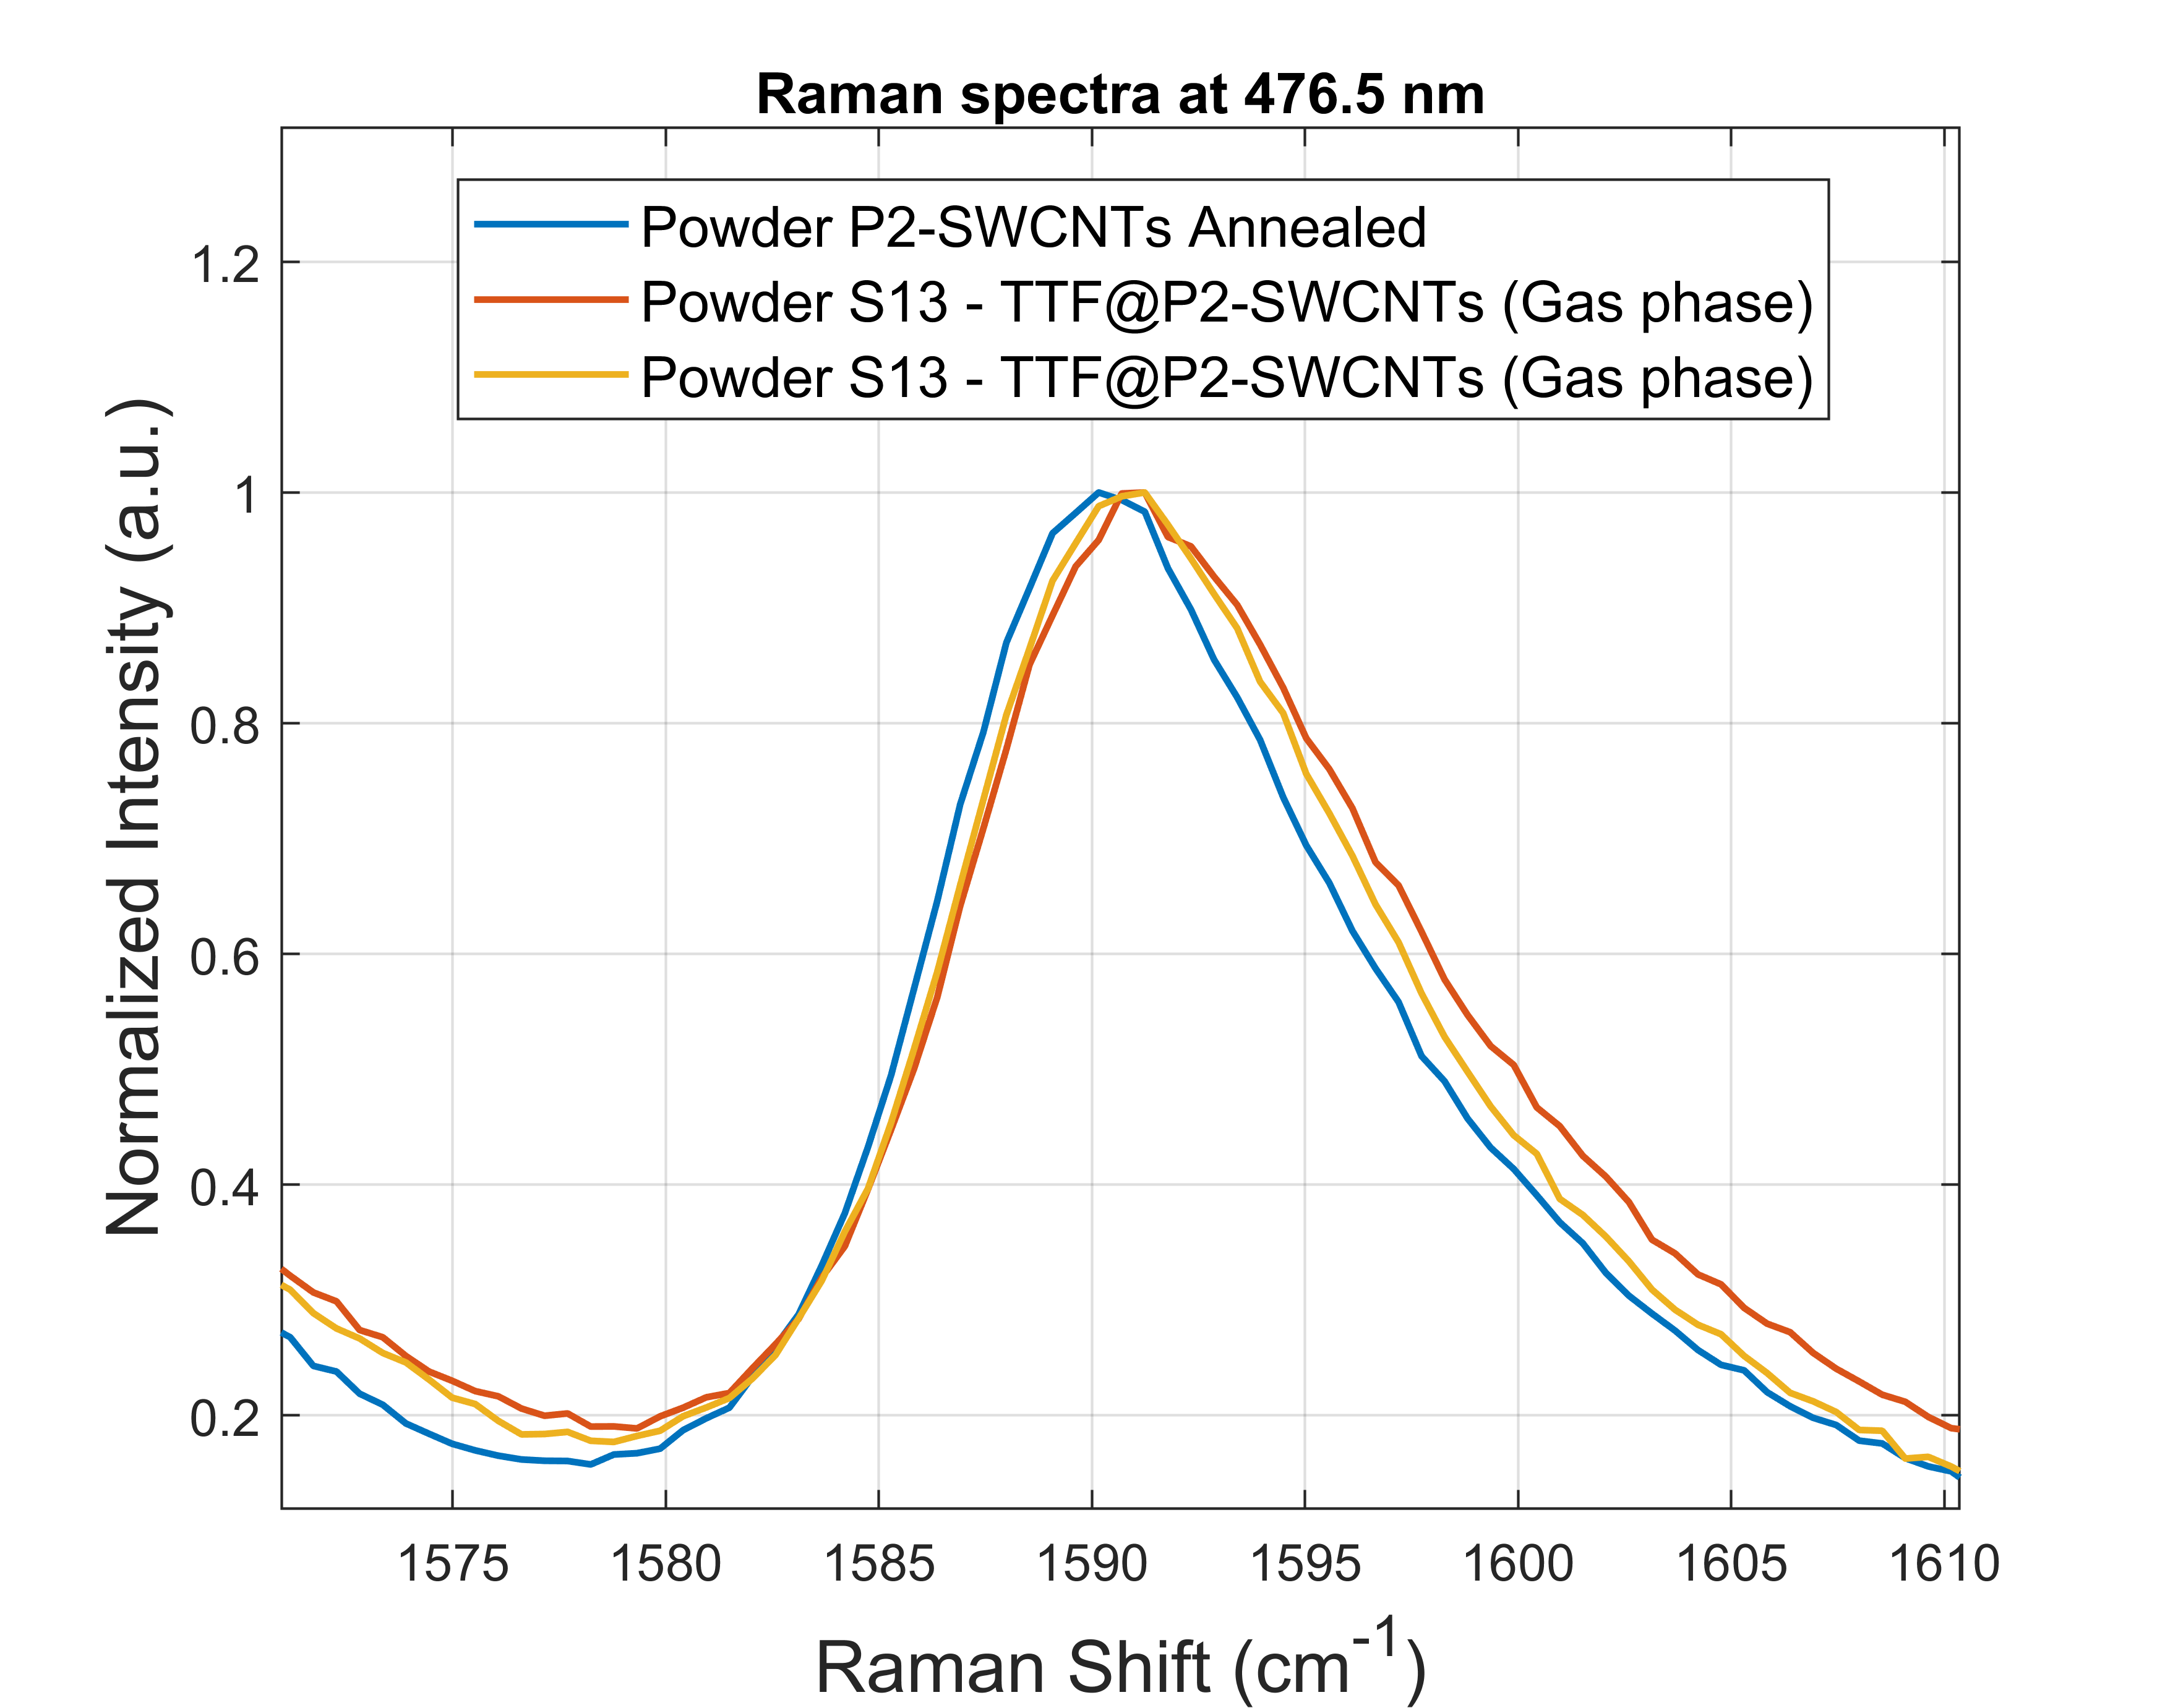 Raman spectra at 476.5 nm
Powder P2-SWCNTs Annealed
Powder S13 - TTF@P2-SWCNTs (Gas phase)
Powder S13 - TTF@P2-SWCNTs (Gas phase)
Normalized Intensity (a.u.)
1.2
1
0.8
0.6
0.4
0.2
1575 1580 1585 1590 1595 1600 1605 1610
Raman Shift (cm⁻¹)